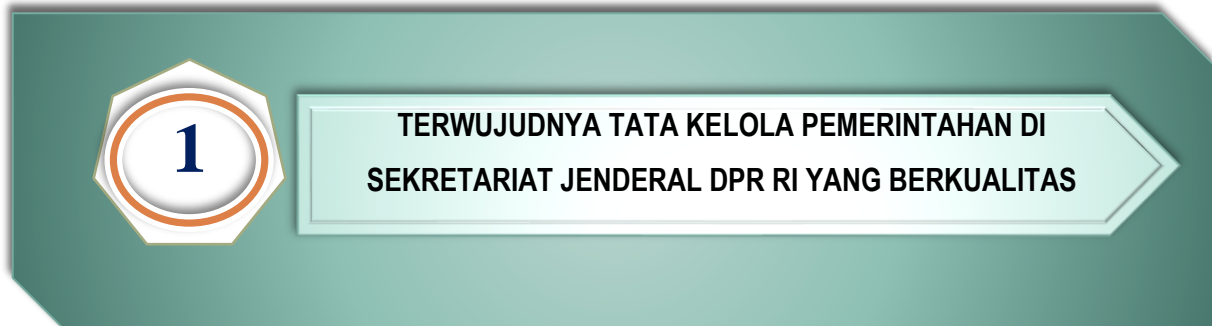 1
TERWUJUDNYA TATA KELOLA PEMERINTAHAN DI
SEKRETARIAT JENDERAL DPR RI YANG BERKUALITAS